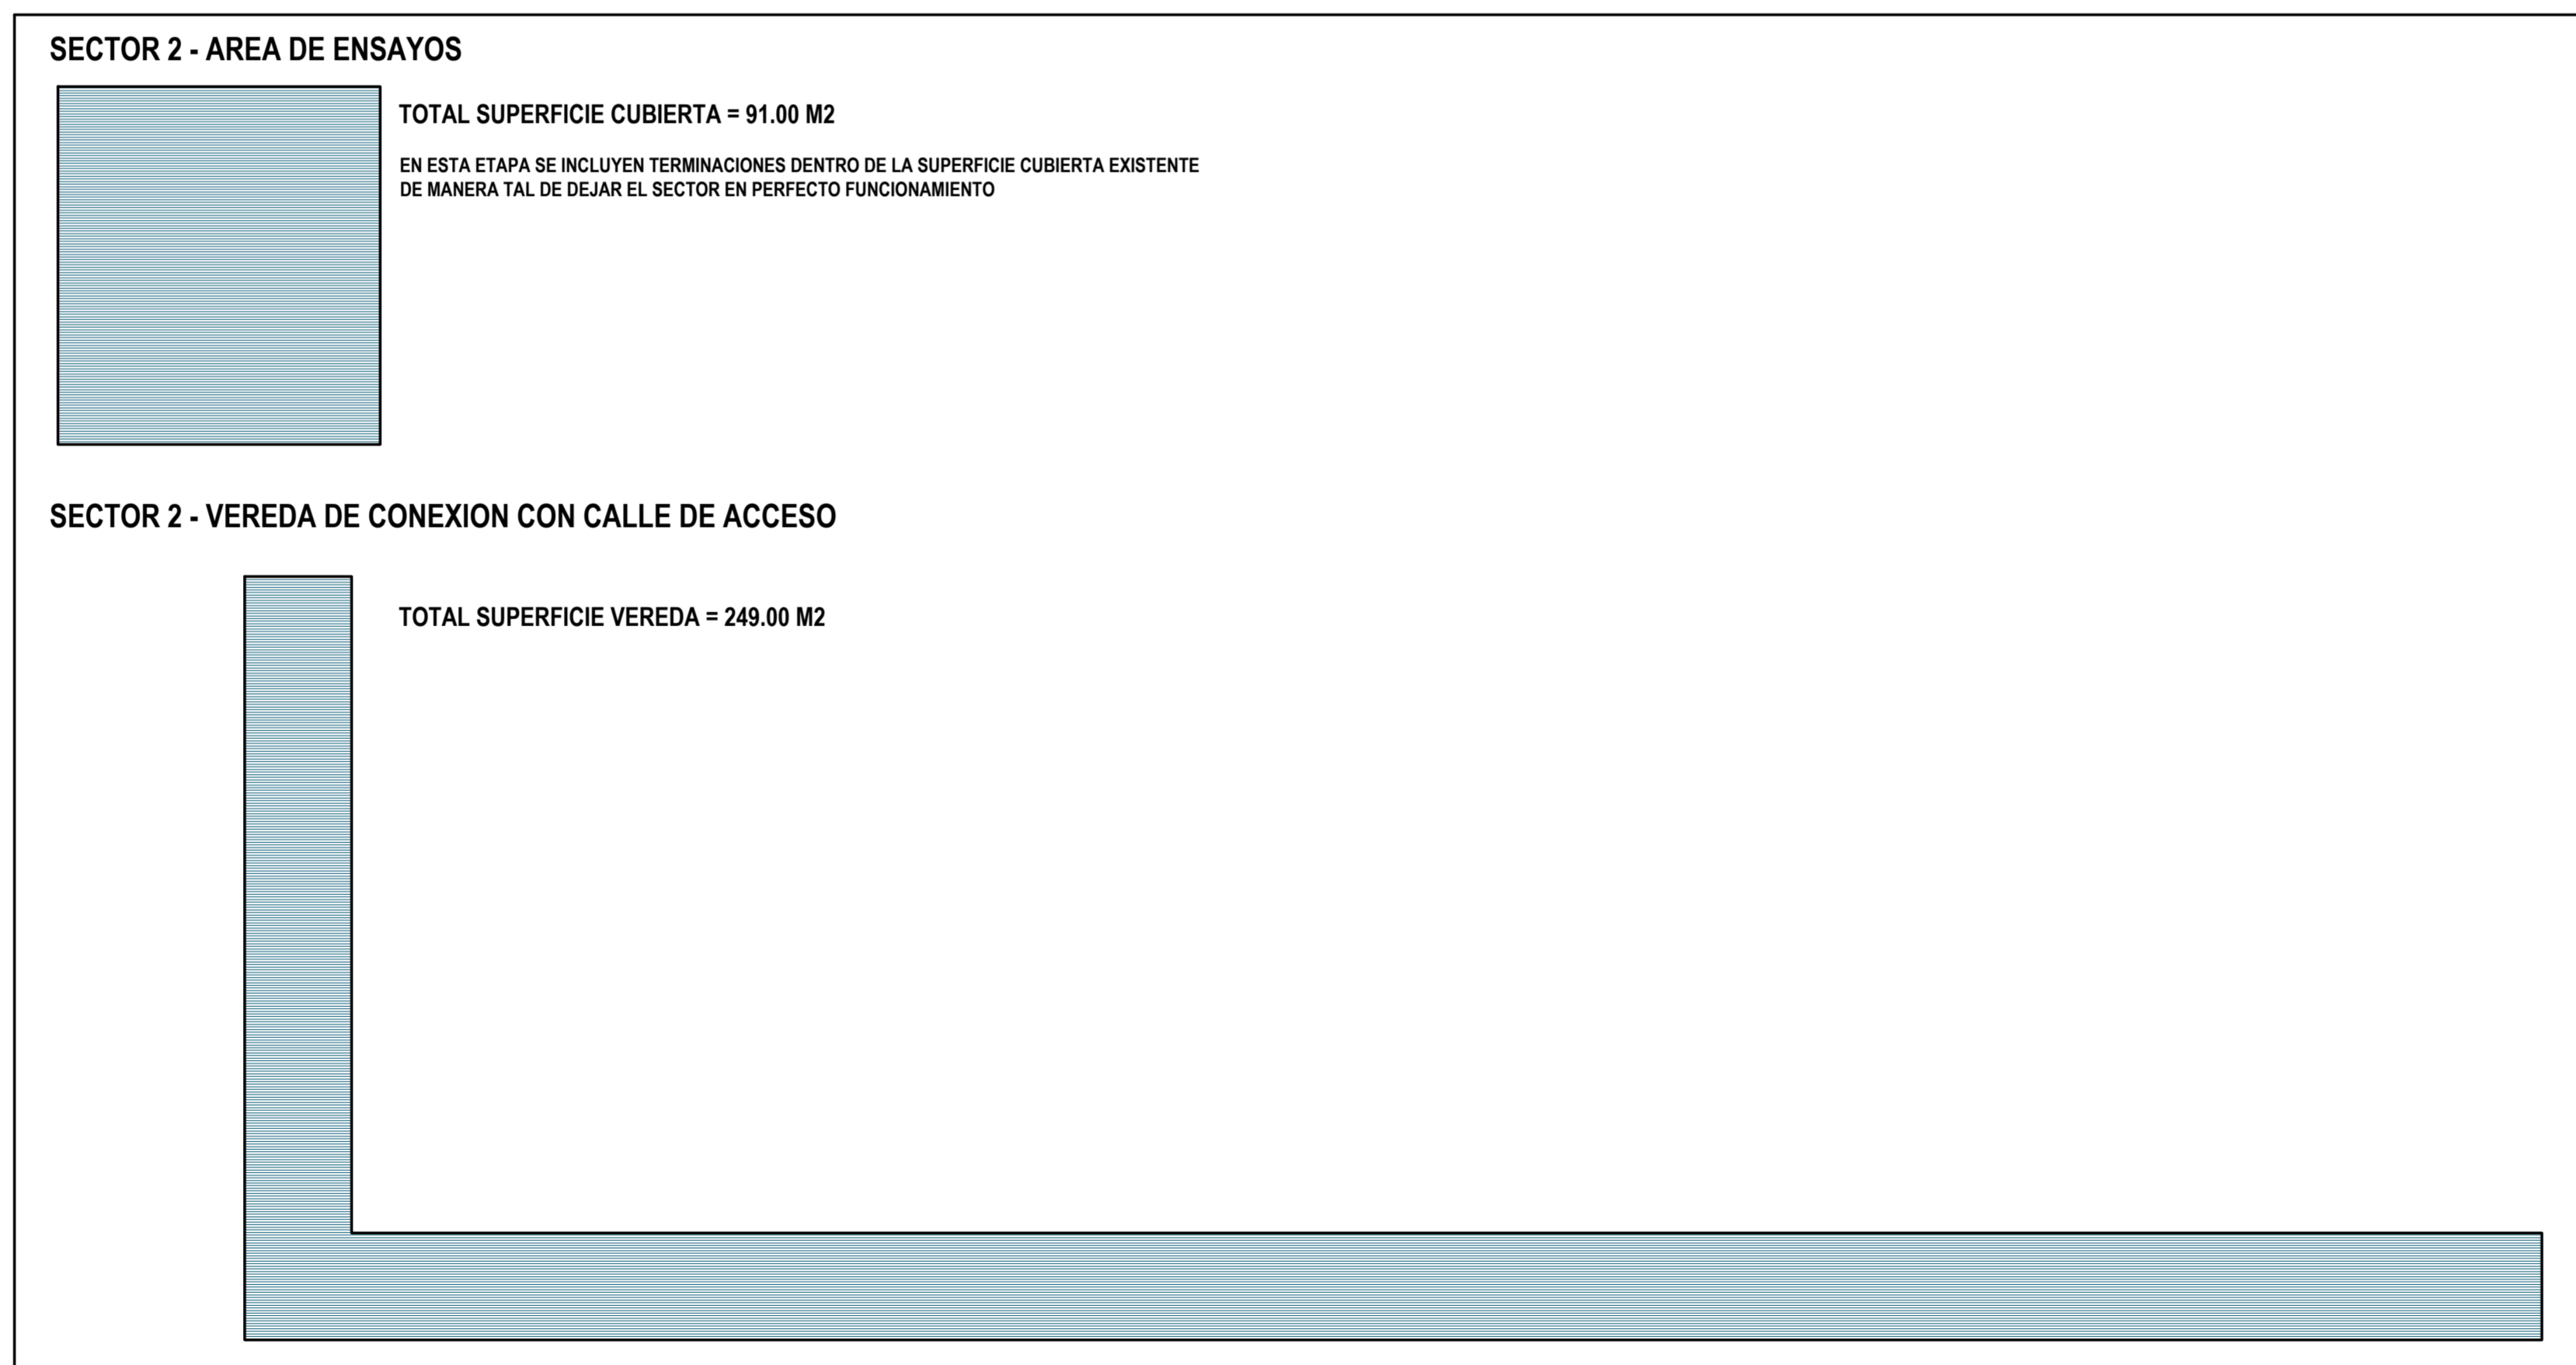 SECTOR 2 - AREA DE ENSAYOS
TOTAL SUPERFICIE CUBIERTA = 91.00 M2
EN ESTA ETAPA SE INCLUYEN TERMINACIONES DENTRO DE LA SUPERFICIE CUBIERTA EXISTENTE
DE MANERA TAL DE DEJAR EL SECTOR EN PERFECTO FUNCIONAMIENTO
SECTOR 2 - VEREDA DE CONEXION CON CALLE DE ACCESO
TOTAL SUPERFICIE VEREDA = 249.00 M2